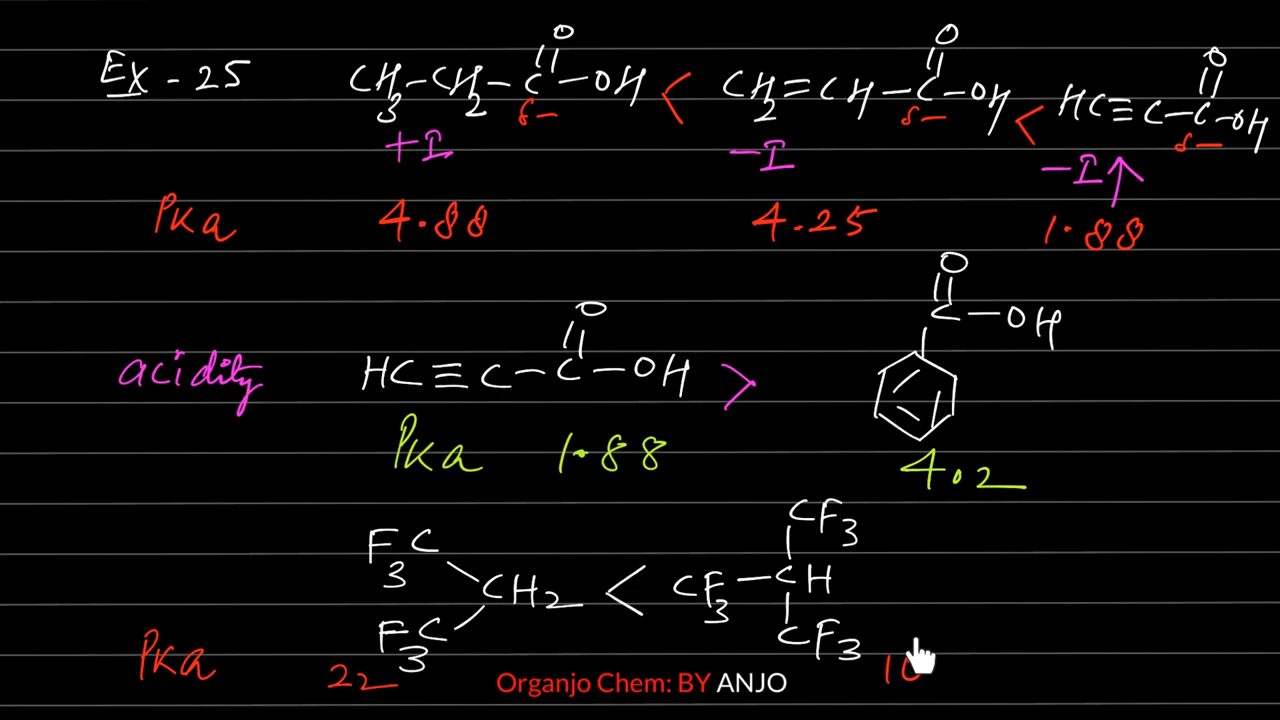 Ex - 25 CH3-CH2-C(=O)-OH < CH2=CH-C(=O)-OH < HC≡C-C(=O)-OH
δ- δ- δ-
+I -I -I ↑
PKa 4.88 4.25 1.88
acidity HC≡C-C(=O)-OH > C(=O)-OH
PKa 1.88 4.2
F3C F3C CH2 < CF3-CH CF3 CF3
PKa 22 10
Organjo Chem: BY ANJO